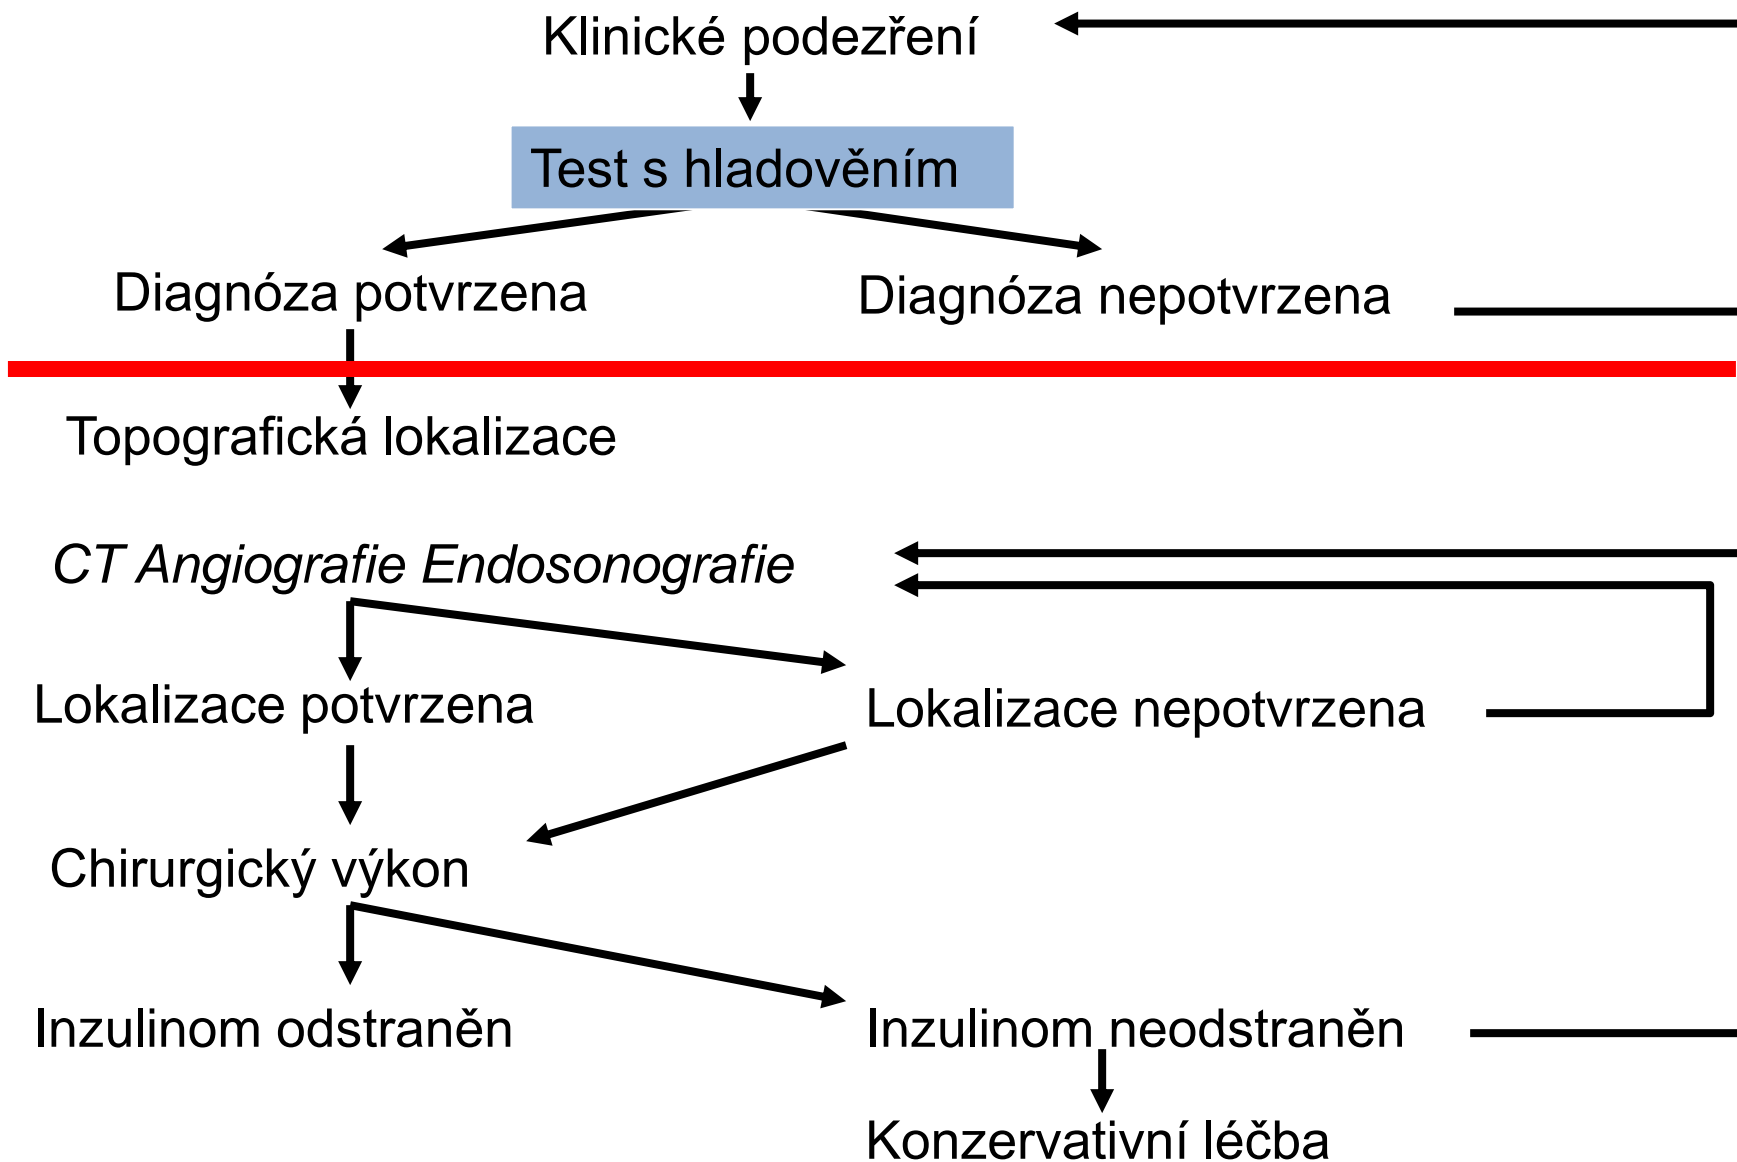 Klinické podezření
Test s hladověním
Diagnóza potvrzena
Diagnóza nepotvrzena
Topografická lokalizace
CT Angiografie Endosonografie
Lokalizace potvrzena
Lokalizace nepotvrzena
Chirurgický výkon
Inzulinom odstraněn
Inzulinom neodstraněn
Konzervativní léčba